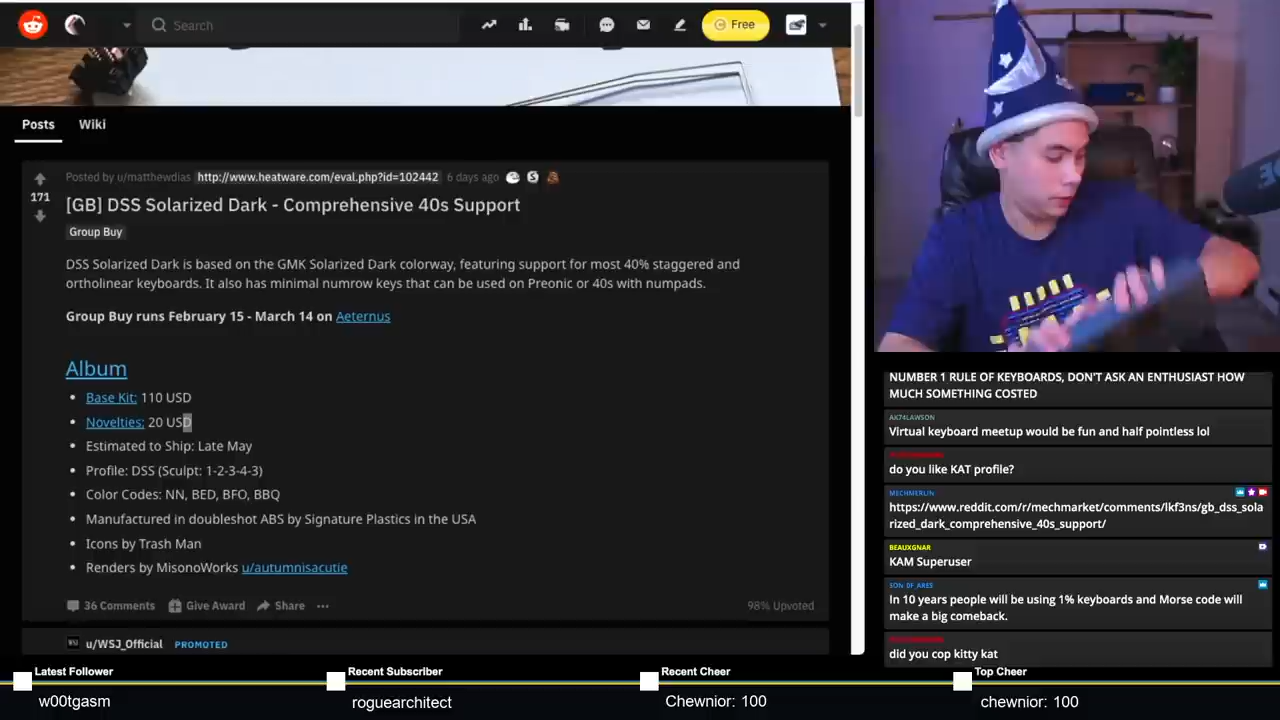 Search
Free
Posts
Wiki
Posted by u/matthewdias http://www.heatware.com/eval.php?id=102442 6 days ago
171
[GB] DSS Solarized Dark - Comprehensive 40s Support
Group Buy
DSS Solarized Dark is based on the GMK Solarized Dark colorway, featuring support for most 40% staggered and
ortholinear keyboards. It also has minimal numrow keys that can be used on Preonic or 40s with numpads.
Group Buy runs February 15 - March 14 on Aeternus
Album
Base Kit: 110 USD
Novelties: 20 USD
Estimated to Ship: Late May
Profile: DSS (Sculpt: 1-2-3-4-3)
Color Codes: NN, BED, BFO, BBQ
Manufactured in doubleshot ABS by Signature Plastics in the USA
Icons by Trash Man
Renders by MisonoWorks u/autumnisacutie
36 Comments Give Award Share
98% Upvoted
u/WSJ_Official PROMOTED
NUMBER 1 RULE OF KEYBOARDS, DON'T ASK AN ENTHUSIAST HOW
MUCH SOMETHING COSTED
AK74LAWSON
Virtual keyboard meetup would be fun and half pointless lol
do you like KAT profile?
MECHMERLIN
https://www.reddit.com/r/mechmarket/comments/lkf3ns/gb_dss_sola
rized_dark_comprehensive_40s_support/
BEAUXGNAR
KAM Superuser
SON_OF_ARES
In 10 years people will be using 1% keyboards and Morse code will
make a big comeback.
did you cop kitty kat
Latest Follower
w00tgasm
Recent Subscriber
roguearchitect
Recent Cheer
Chewnior: 100
Top Cheer
chewnior: 100